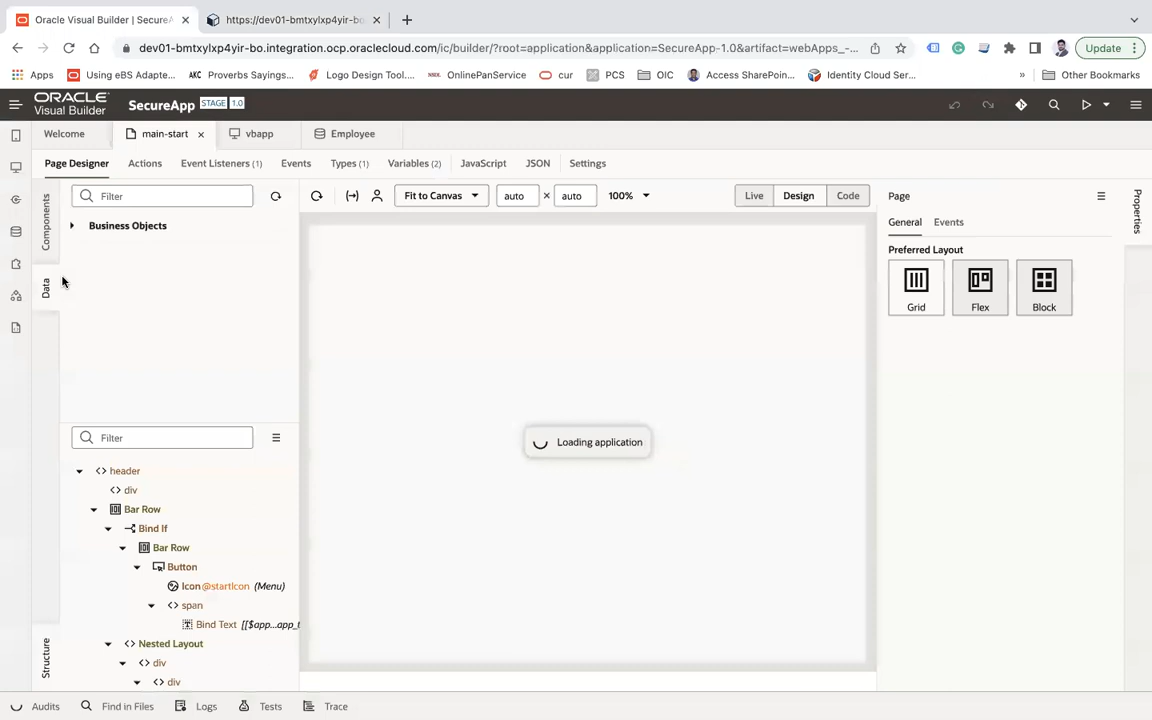 Oracle Visual Builder | SecureA
https://dev01-bmtxylxp4yir-bo
dev01-bmtxylxp4yir-bo.integration.ocp.oraclecloud.com/ic/builder/?root=application&application=SecureApp-1.0&artifact=webApps_-...
Update
Apps
Using eBS Adapte...
AKC
Proverbs Sayings...
Logo Design Tool....
OnlinePanService
cur
PCS
OIC
Access SharePoin...
Identity Cloud Ser...
»
Other Bookmarks
ORACLE
Visual Builder
SecureApp
STAGE 1.0
Welcome
main-start
vbapp
Employee
Page Designer
Actions
Event Listeners (1)
Events
Types (1)
Variables (2)
JavaScript
JSON
Settings
Components
Data
Structure
Filter
Fit to Canvas
auto × auto
100%
Live
Design
Code
Page
Properties
Business Objects
General
Events
Preferred Layout
Grid
Flex
Block
Loading application
Filter
<> header
<> div
Bar Row
Bind If
Bar Row
Button
Icon@startIcon (Menu)
<> span
Bind Text [[$app...app_t
<> Nested Layout
<> div
<> div
Audits
Find in Files
Logs
Tests
Trace